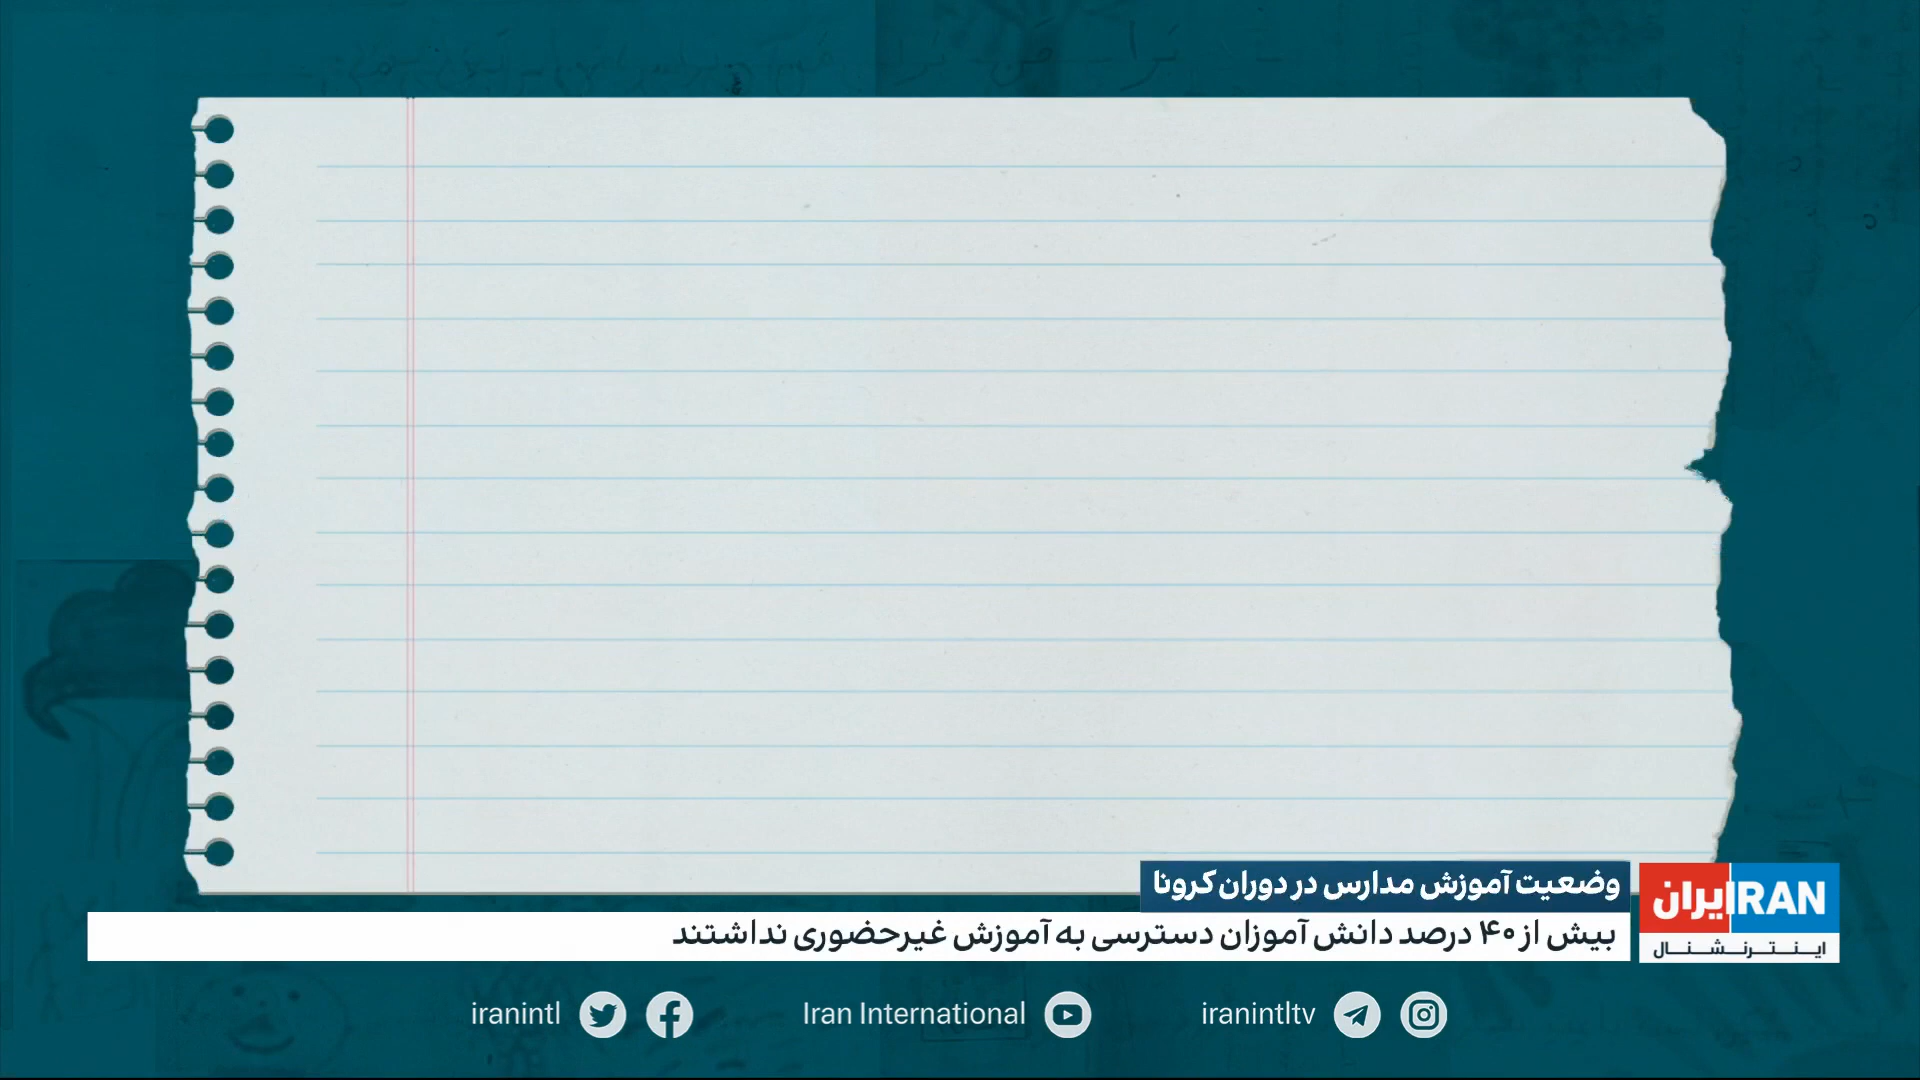 وضعیت آموزش مدارس در دوران کرونا
بیش از ۴۰ درصد دانش آموزان دسترسی به آموزش غیرحضوری نداشتند
ایران IRAN
اینترنشنال
iranintl
Iran International
iranintltv